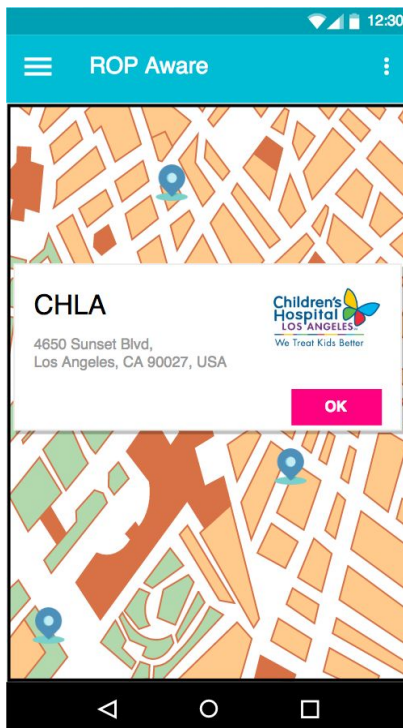 12:30
ROP Aware
CHLA
Children's
Hospital
LOS ANGELES
We Treat Kids Better
4650 Sunset Blvd,
Los Angeles, CA 90027, USA
OK